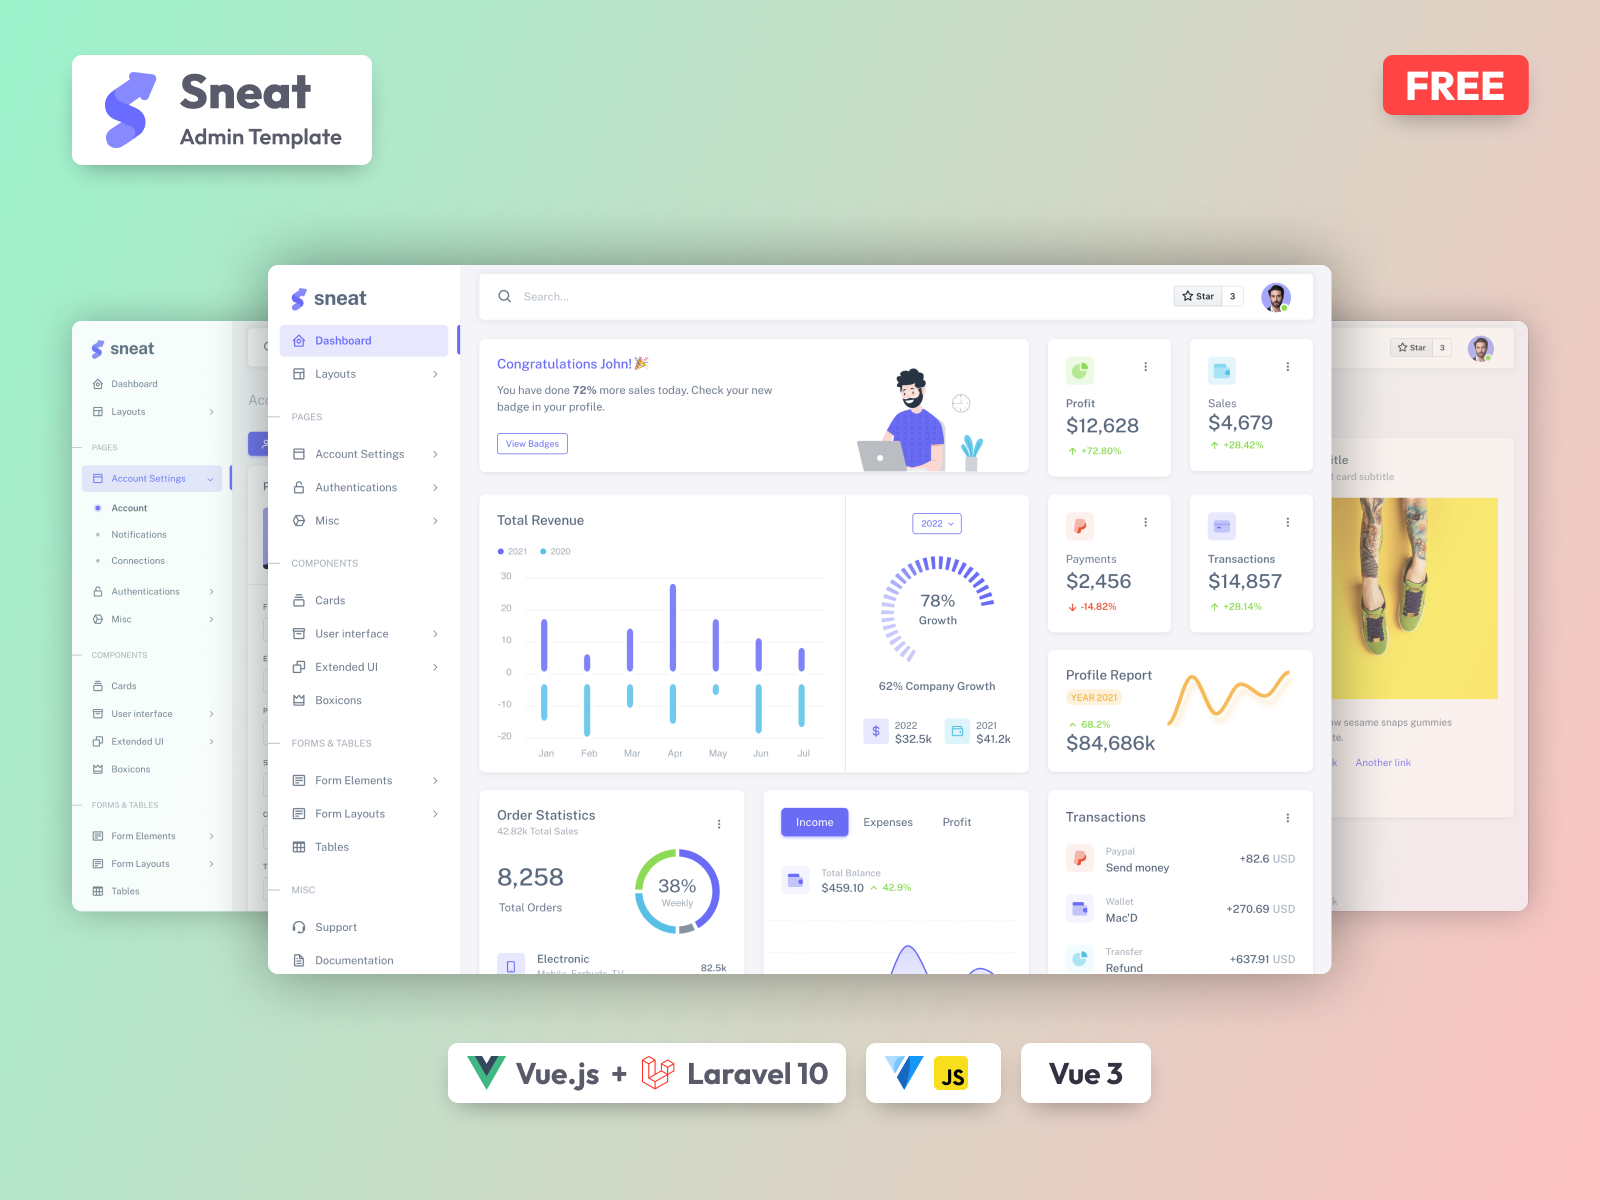 Sneat
Admin Template
FREE
sneat
Dashboard
Layouts
PAGES
Account Settings
Account
Notifications
Connections
Authentications
Misc
COMPONENTS
Cards
User interface
Extended UI
Boxicons
FORMS & TABLES
Form Elements
Form Layouts
Tables
sneat
Dashboard
Layouts
PAGES
Account Settings
Authentications
Misc
COMPONENTS
Cards
User interface
Extended UI
Boxicons
FORMS & TABLES
Form Elements
Form Layouts
Tables
MISC
Support
Documentation
Search...
Star 3
Congratulations John!
You have done 72% more sales today. Check your new
badge in your profile.
View Badges
Profit
$12,628
+72.80%
Sales
$4,679
+28.42%
Total Revenue
2021 2020
30
20
10
0
-10
-20
Jan Feb Mar Apr May Jun Jul
2022
78%
Growth
62% Company Growth
2022
$32.5k
2021
$41.2k
Payments
$2,456
-14.82%
Transactions
$14,857
+28.14%
Profile Report
YEAR 2021
68.2%
$84,686k
Order Statistics
42.82k Total Sales
8,258
Total Orders
38%
Weekly
Electronic
Mobile, Earbuds, TV
82.5k
Income Expenses Profit
Total Balance
$459.10 42.9%
Transactions
Paypal
Send money
+82.6 USD
Wallet
Mac'D
+270.69 USD
Transfer
Refund
+637.91 USD
Star 3
card subtitle
sesame snaps gummies
Another link
Vue.js + Laravel 10
JS
Vue 3